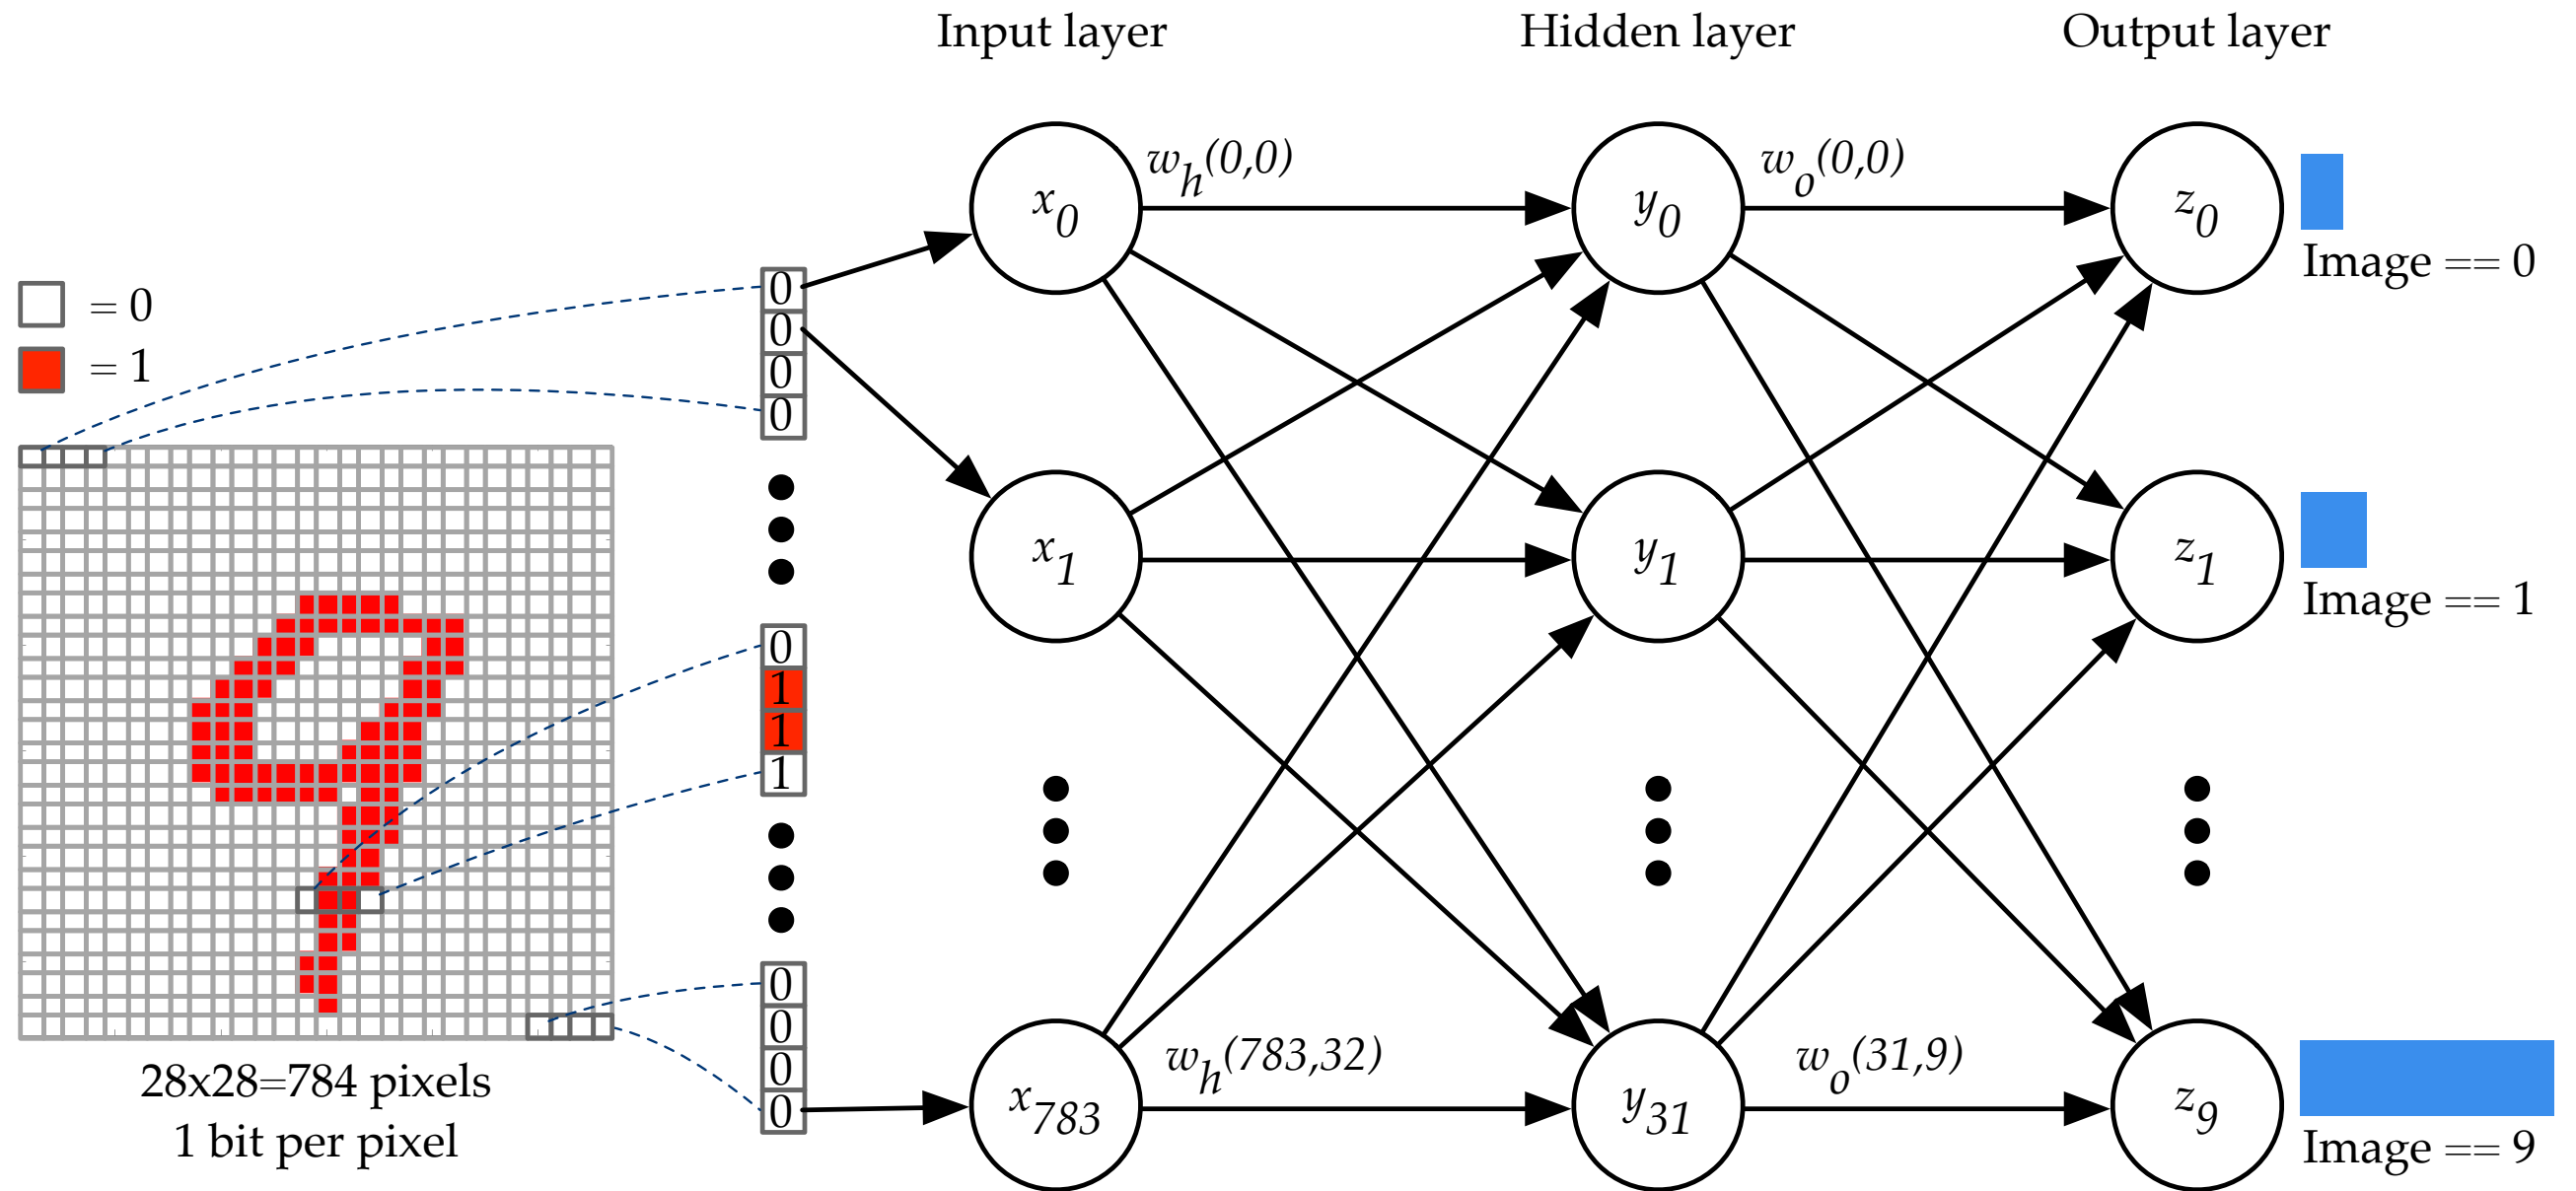 Input layer
Hidden layer
Output layer
= 0
= 1
28x28=784 pixels
1 bit per pixel
0
0
0
0
0
1
1
1
0
0
0
0
x0
x1
x783
wh(0,0)
wh(783,32)
y0
y1
y31
wo(0,0)
wo(31,9)
z0
z1
z9
Image == 0
Image == 1
Image == 9